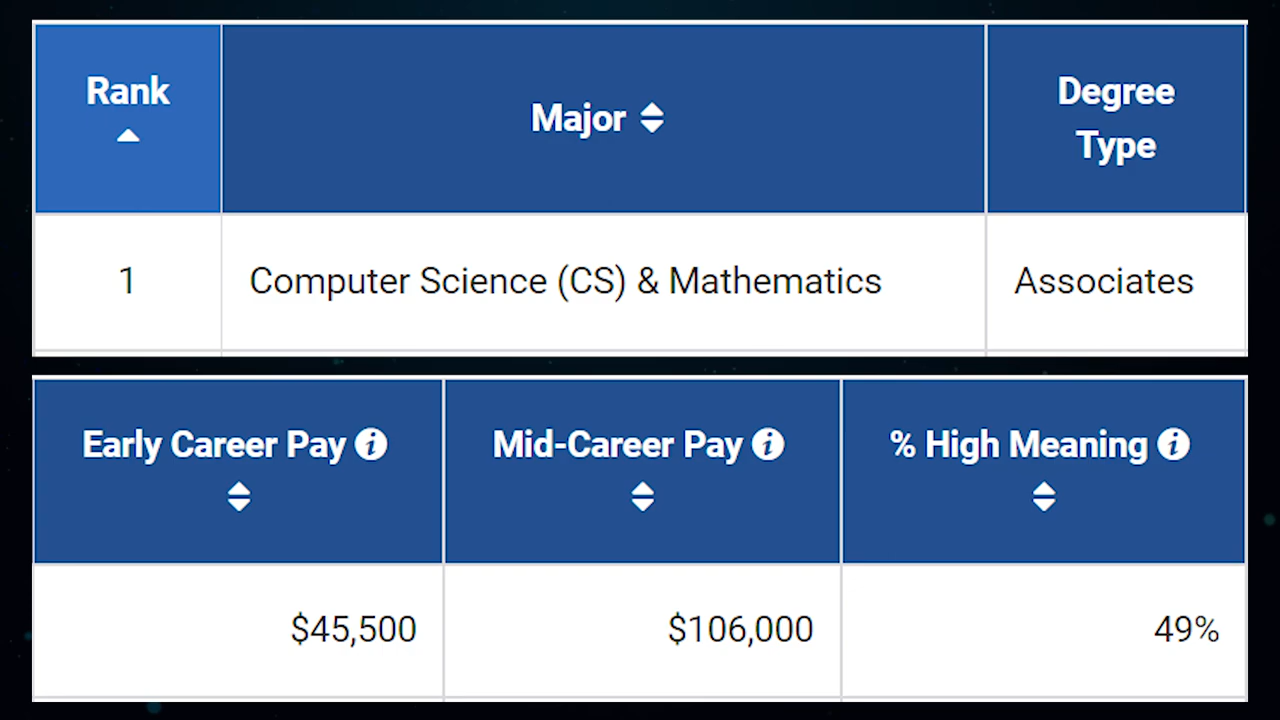 Rank
Major
Degree
Type
1
Computer Science (CS) & Mathematics
Associates
Early Career Pay
Mid-Career Pay
% High Meaning
$45,500
$106,000
49%